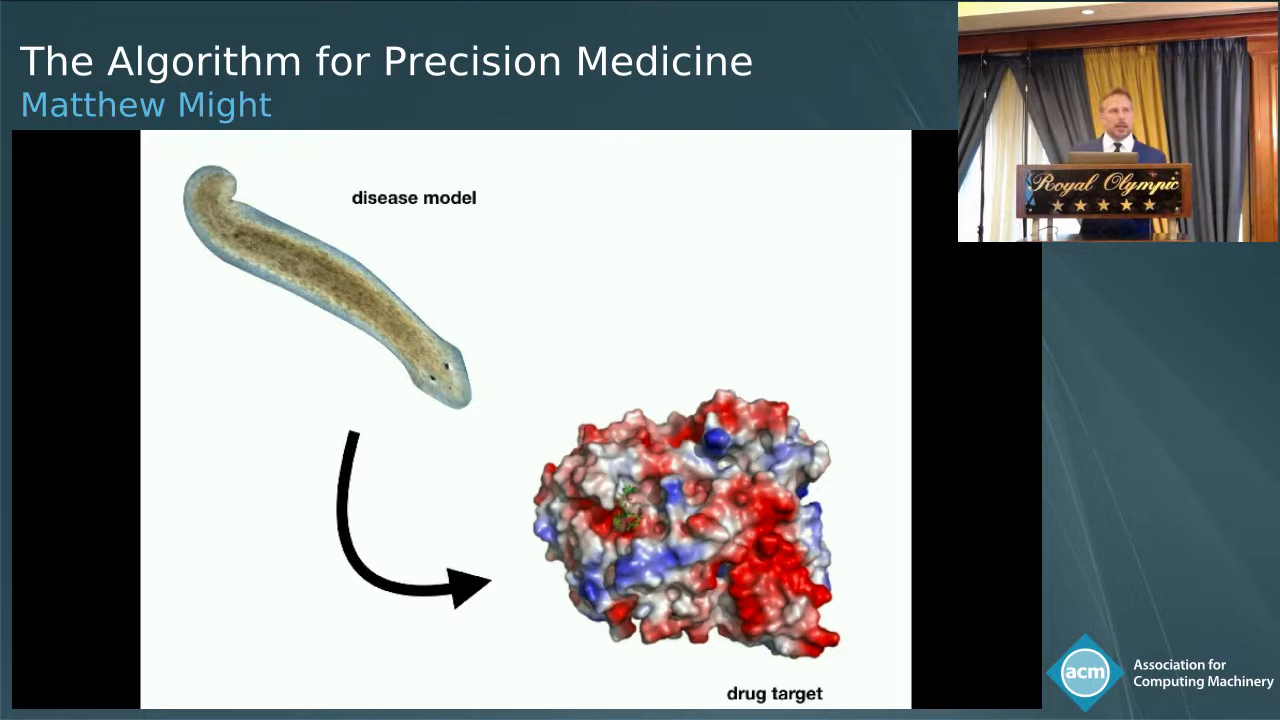 The Algorithm for Precision Medicine
Matthew Might
disease model
drug target
Royal Olympic
acm
Association for
Computing Machinery